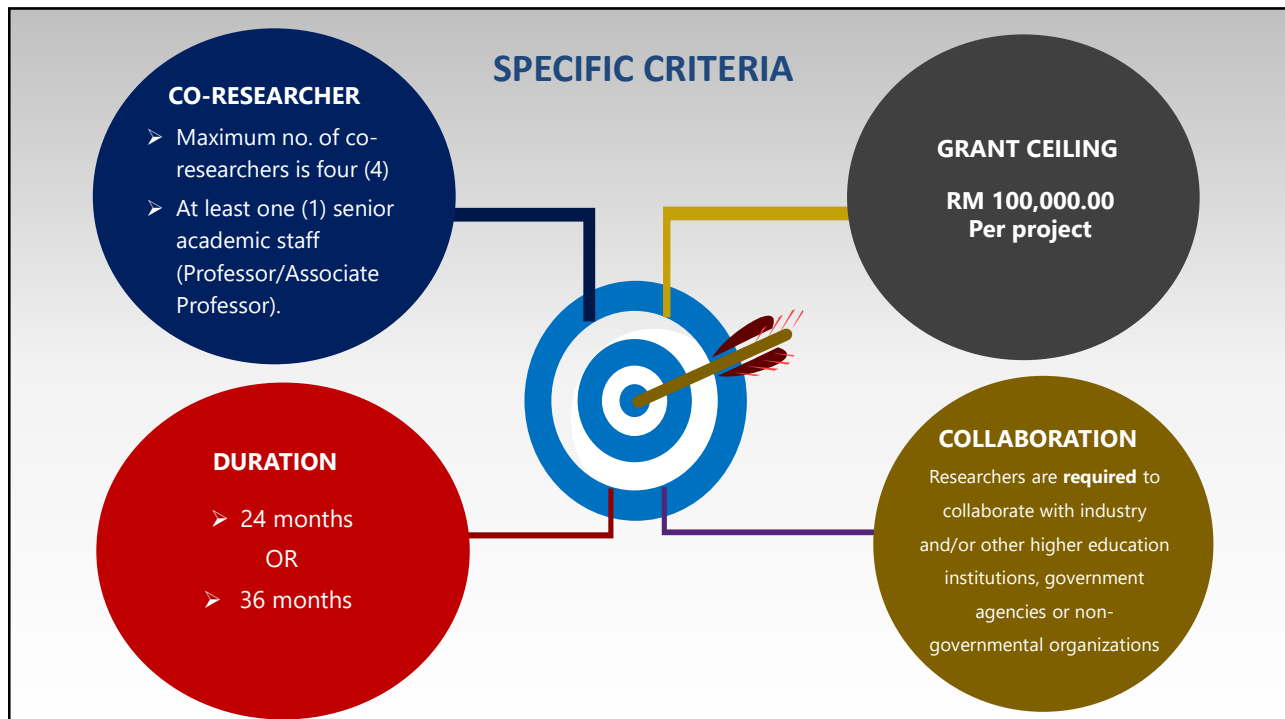 SPECIFIC CRITERIA
CO-RESEARCHER
➢ Maximum no. of co-
researchers is four (4)
➢ At least one (1) senior
academic staff
(Professor/Associate
Professor).
GRANT CEILING
RM 100,000.00
Per project
DURATION
➢ 24 months
OR
➢ 36 months
COLLABORATION
Researchers are required to
collaborate with industry
and/or other higher education
institutions, government
agencies or non-
governmental organizations